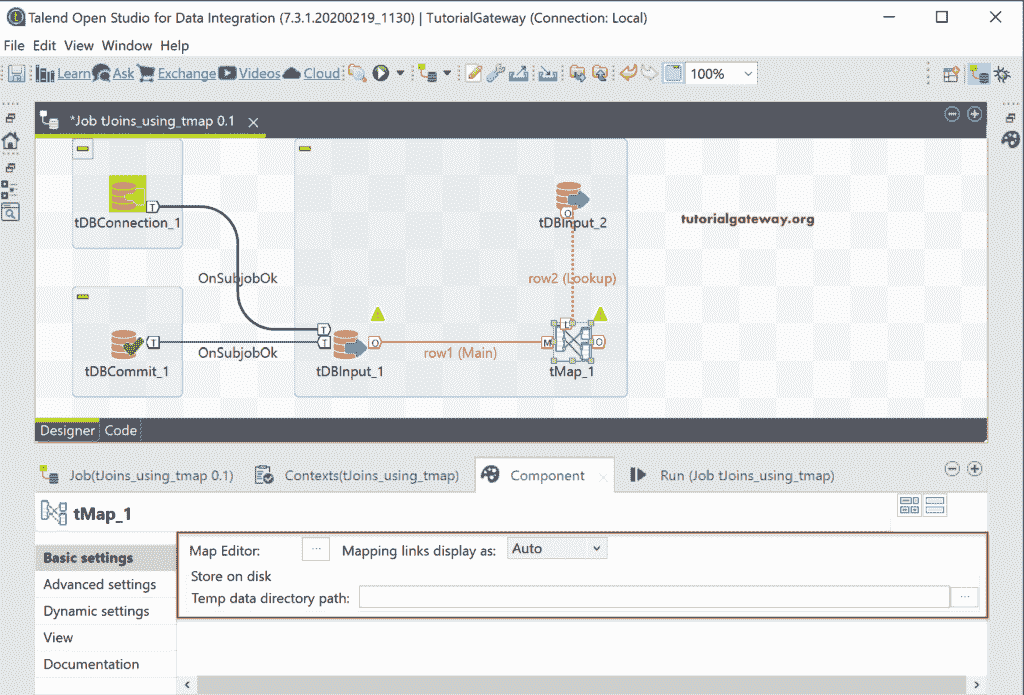 Talend Open Studio for Data Integration (7.3.1.20200219_1130) | TutorialGateway (Connection: Local)
File Edit View Window Help
Learn Ask Exchange Videos Cloud 100%
*Job tJoins_using_tmap 0.1
T
tDBConnection_1
O
tDBInput_2
tutorialgateway.org
OnSubjobOk
row2 (Lookup)
T
T
T
O
M
L
O
OnSubjobOk
row1 (Main)
tDBCommit_1
tDBInput_1
tMap_1
Designer Code
Job(tJoins_using_tmap 0.1) Contexts(tJoins_using_tmap) Component Run (Job tJoins_using_tmap)
tMap_1
Basic settings
Map Editor: ... Mapping links display as: Auto
Advanced settings
Store on disk
Temp data directory path: ...
Dynamic settings
View
Documentation